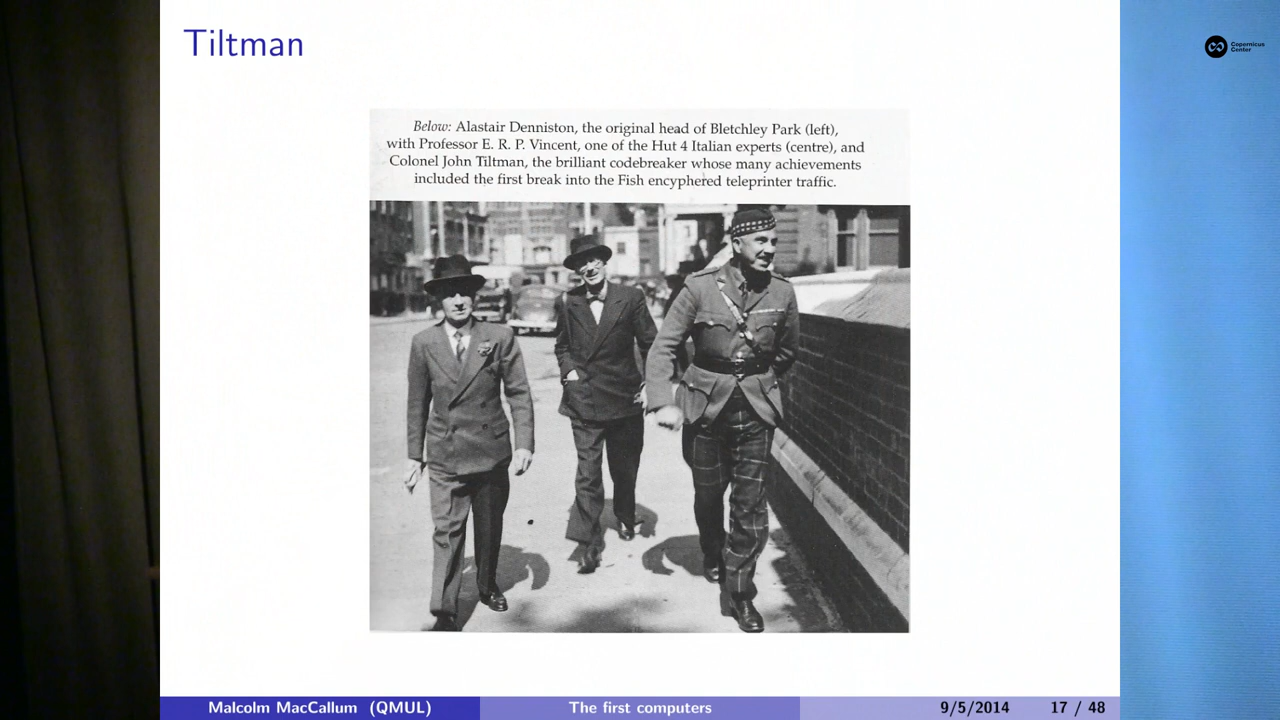 Tiltman
Copernicus
Center
Below: Alastair Denniston, the original head of Bletchley Park (left),
with Professor E. R. P. Vincent, one of the Hut 4 Italian experts (centre), and
Colonel John Tiltman, the brilliant codebreaker whose many achievements
included the first break into the Fish encyphered teleprinter traffic.
Malcolm MacCallum (QMUL) The first computers 9/5/2014 17 / 48